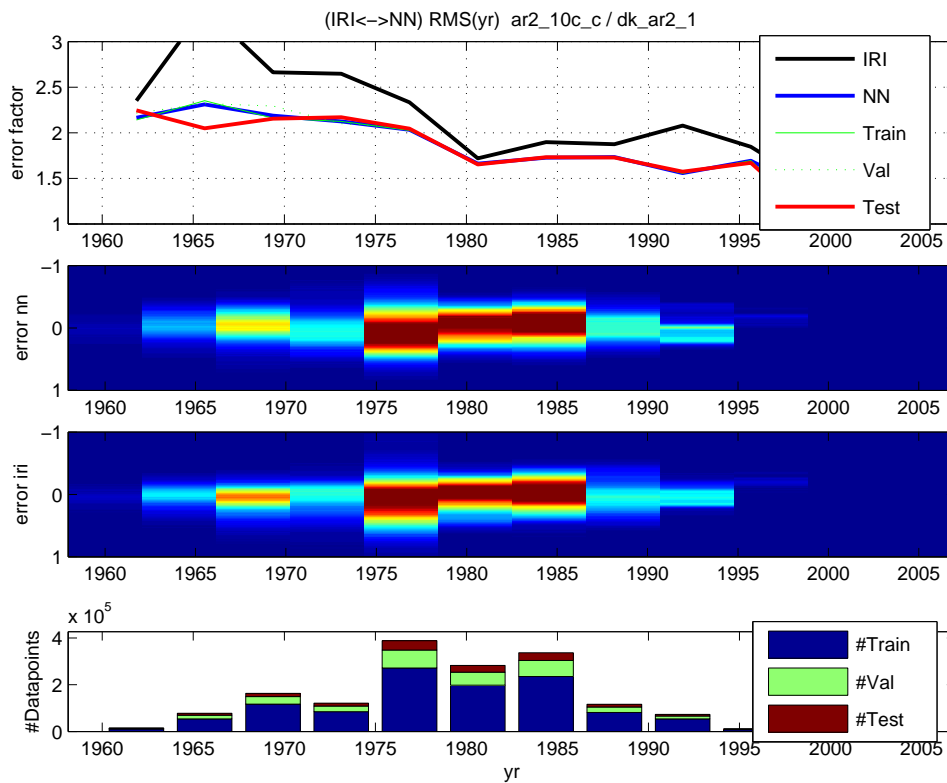 (IRI<->NN) RMS(yr)  ar2_10c_c / dk_ar2_1
3
2.5
2
1.5
1
error factor
IRI
NN
Train
Val
Test
1960 1965 1970 1975 1980 1985 1990 1995 2000 2005
−1
0
1
error nn
1960 1965 1970 1975 1980 1985 1990 1995 2000 2005
−1
0
1
error iri
1960 1965 1970 1975 1980 1985 1990 1995 2000 2005
x 10^5
4
2
0
#Datapoints
#Train
#Val
#Test
1960 1965 1970 1975 1980 1985 1990 1995 2000 2005
yr